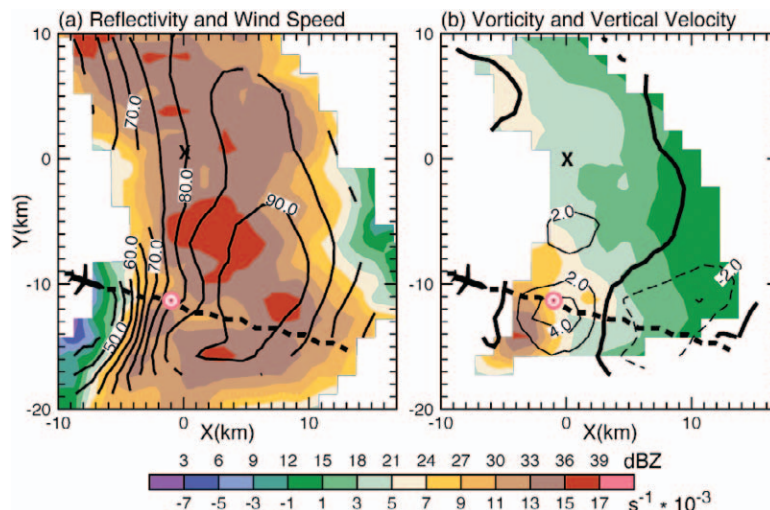 (a) Reflectivity and Wind Speed
(b) Vorticity and Vertical Velocity
10
0
-10
-20
Y(km)
70.0
X
80.0
90.0
60.0
70.0
50.0
-10
0
10
X(km)
10
0
-10
-20
X
2.0
2.0
4.0
-2.0
-10
0
10
X(km)
3 6 9 12 15 18 21 24 27 30 33 36 39 dBZ
-7 -5 -3 -1 1 3 5 7 9 11 13 15 17 s⁻¹ * 10⁻³